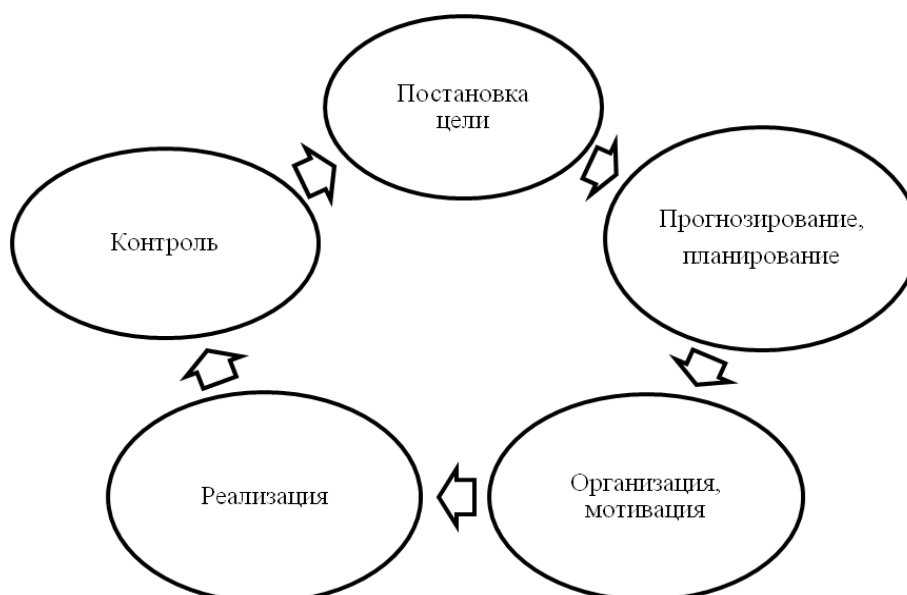 Постановка
цели
Прогнозирование,
планирование
Организация,
мотивация
Реализация
Контроль